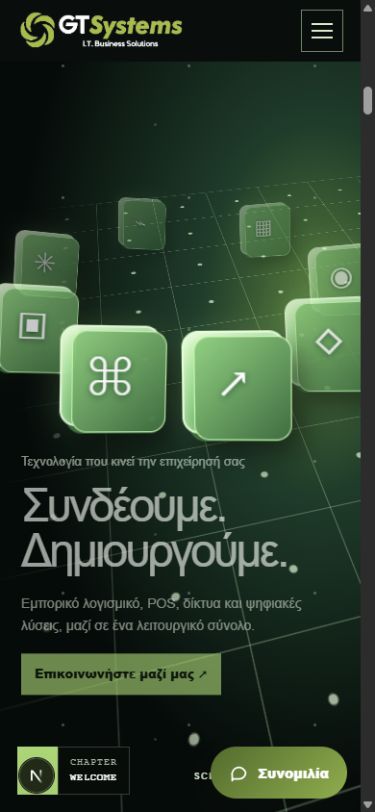 GTSystems
I.T. Business Solutions
Τεχνολογία που κινεί την επιχείρησή σας
Συνδέουμε.
Δημιουργούμε.
Εμπορικό λογισμικό, POS, δίκτυα και ψηφιακές
λύσεις, μαζί σε ένα λειτουργικό σύνολο.
Επικοινωνήστε μαζί μας ↗
N
CHAPTER
WELCOME
Συνομιλία